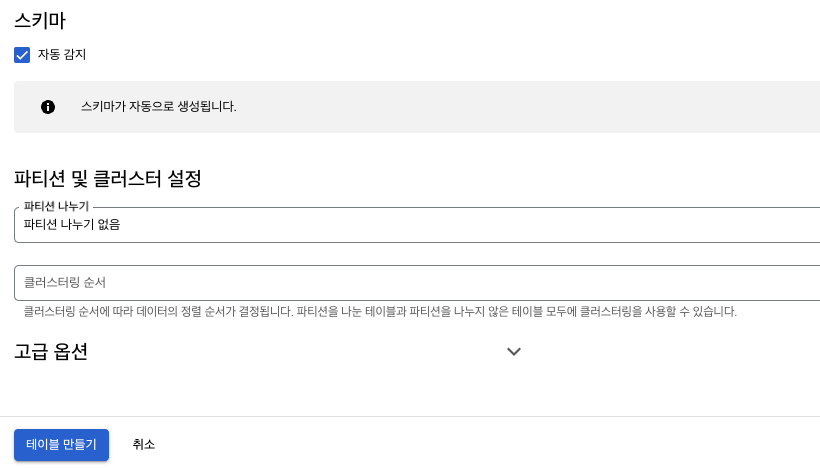 스키마
자동 감지
스키마가 자동으로 생성됩니다.
파티션 및 클러스터 설정
파티션 나누기
파티션 나누기 없음
클러스터링 순서
클러스터링 순서에 따라 데이터의 정렬 순서가 결정됩니다. 파티션을 나눈 테이블과 파티션을 나누지 않은 테이블 모두에 클러스터링을 사용할 수 있습니다.
고급 옵션
테이블 만들기 취소